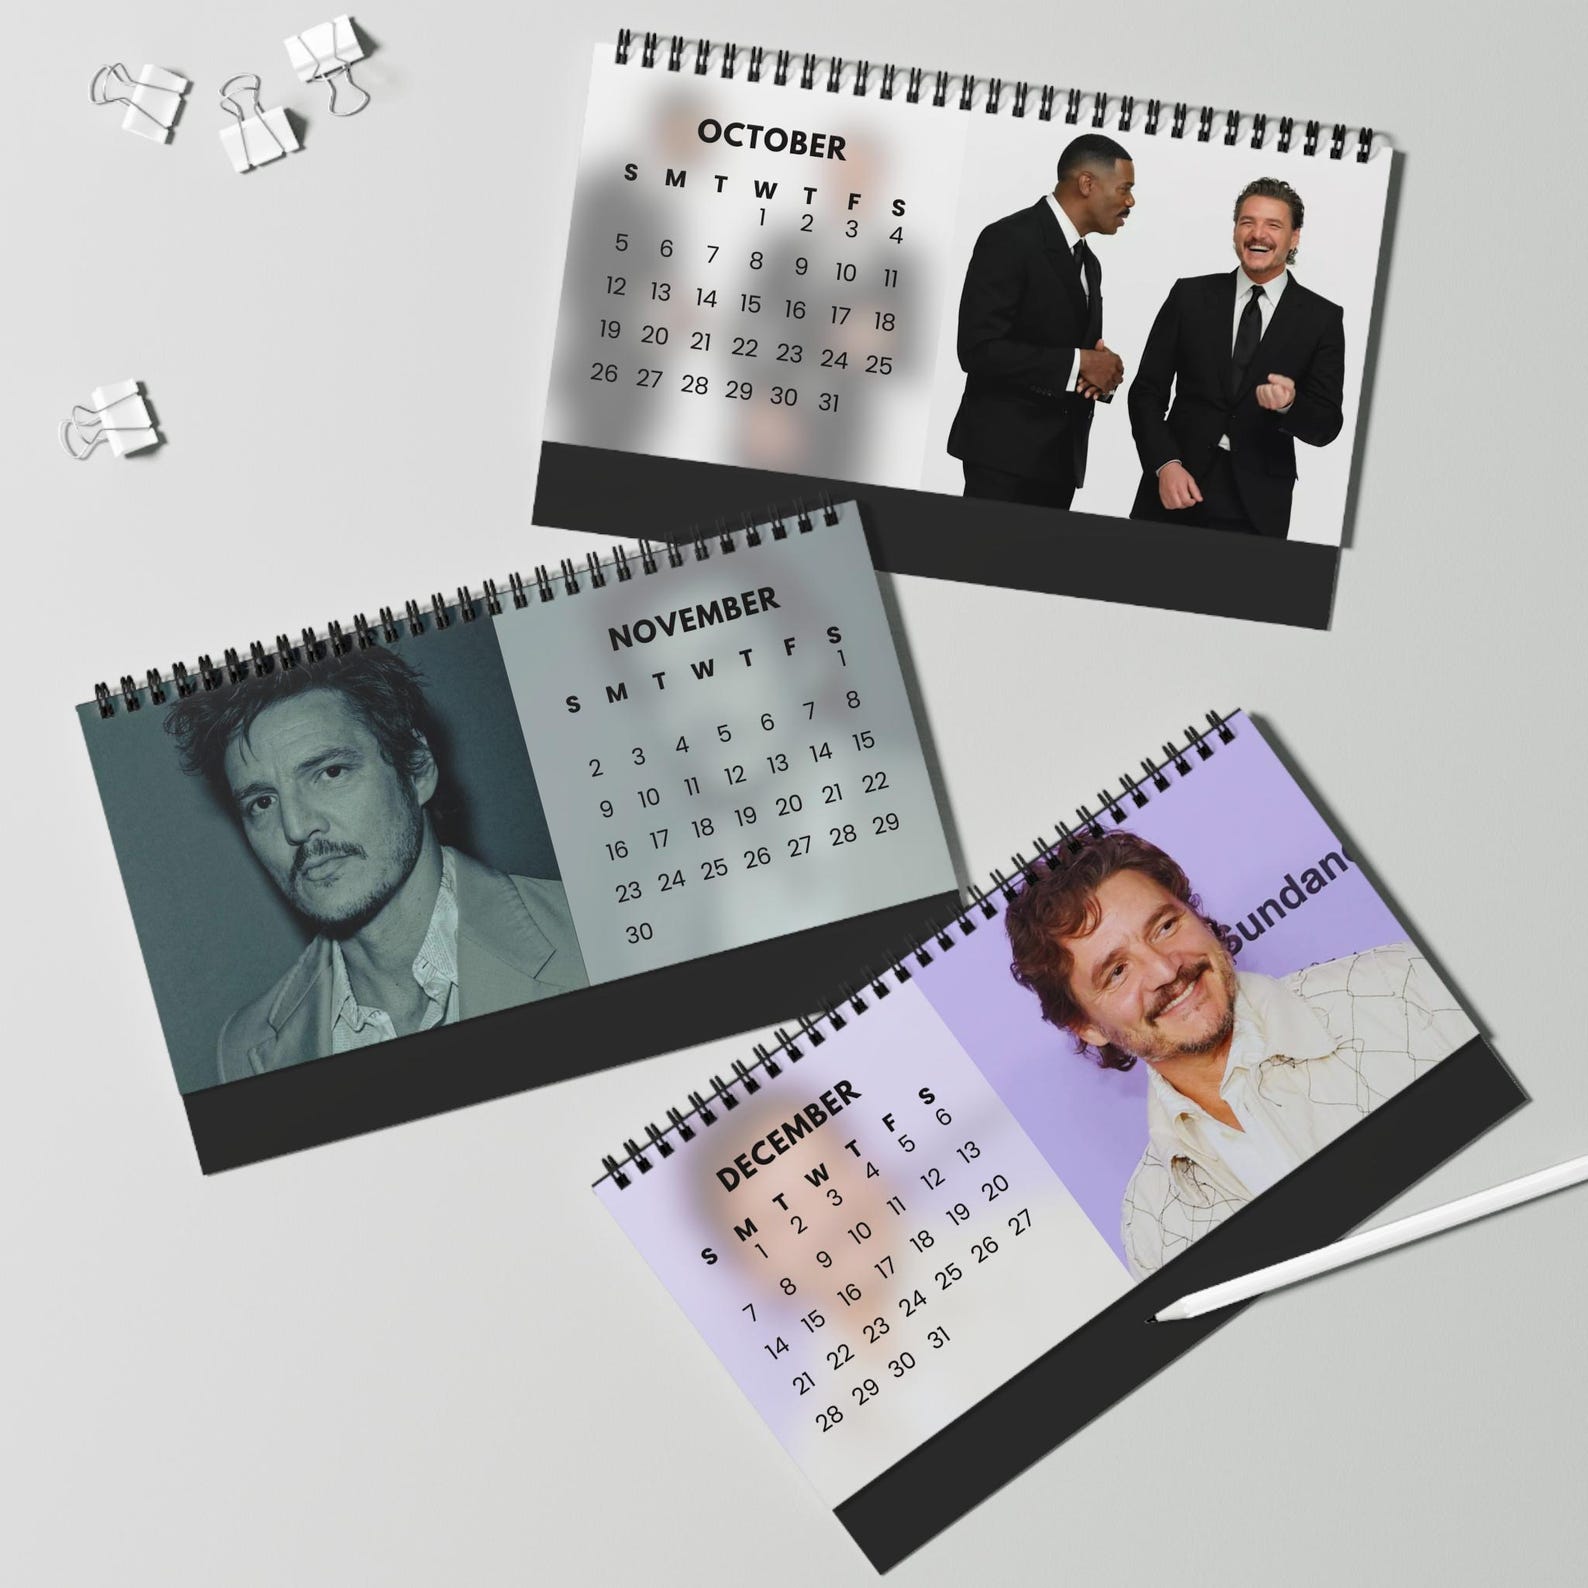 OCTOBER
S M T W T F S
1 2 3 4
5 6 7 8 9 10 11
12 13 14 15 16 17 18
19 20 21 22 23 24 25
26 27 28 29 30 31
NOVEMBER
S M T W T F S
1
2 3 4 5 6 7 8
9 10 11 12 13 14 15
16 17 18 19 20 21 22
23 24 25 26 27 28 29
30
sundanc
DECEMBER
S M T W T F S
1 2 3 4 5 6
7 8 9 10 11 12 13
14 15 16 17 18 19 20
21 22 23 24 25 26 27
28 29 30 31